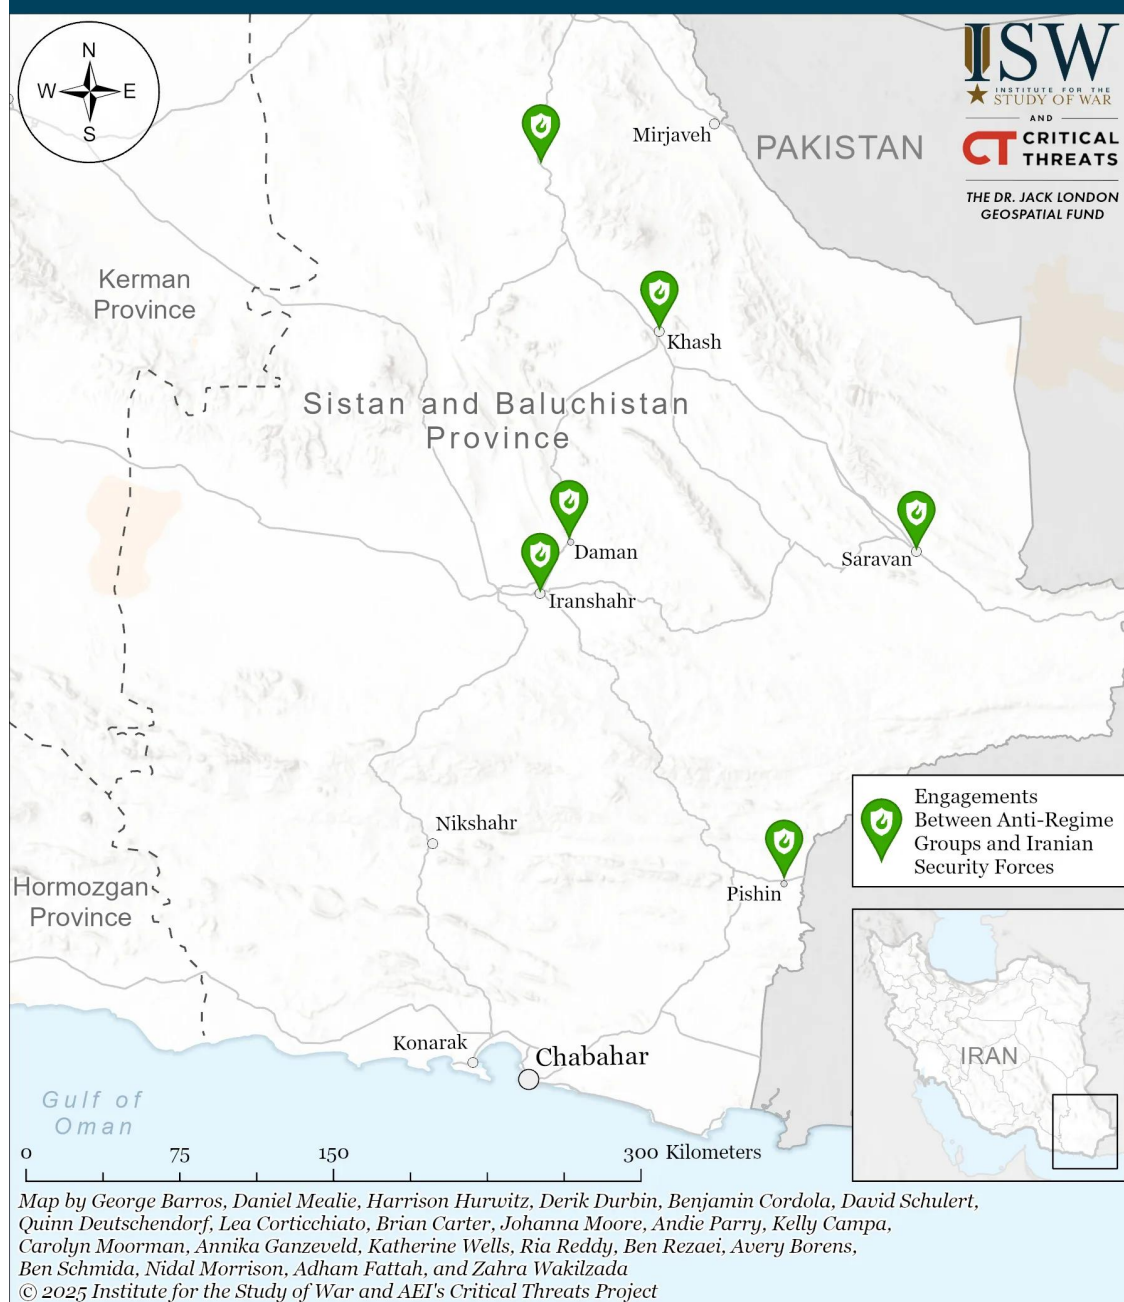 N
W E
S
ISW
INSTITUTE FOR THE
STUDY OF WAR
AND
CT CRITICAL
THREATS
THE DR. JACK LONDON
GEOSPATIAL FUND
Mirjaveh
PAKISTAN
Kerman
Province
Khash
Sistan and Baluchistan
Province
Daman
Saravan
Iranshahr
Nikshahr
Engagements
Between Anti-Regime
Groups and Iranian
Security Forces
Hormozgan
Province
Pishin
Konarak
Chabahar
IRAN
Gulf of
Oman
0 75 150 300 Kilometers
Map by George Barros, Daniel Mealie, Harrison Hurwitz, Derik Durbin, Benjamin Cordola, David Schulert,
Quinn Deutschendorf, Lea Corticchiato, Brian Carter, Johanna Moore, Andie Parry, Kelly Campa,
Carolyn Moorman, Annika Ganzeveld, Katherine Wells, Ria Reddy, Ben Rezaei, Avery Borens,
Ben Schmida, Nidal Morrison, Adham Fattah, and Zahra Wakilzada
© 2025 Institute for the Study of War and AEI's Critical Threats Project